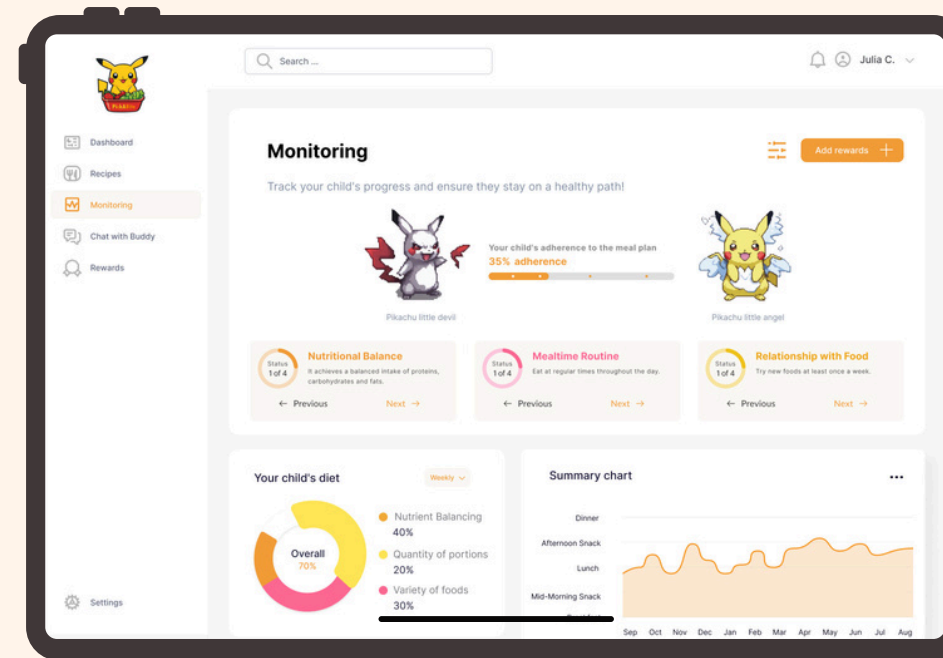 Search ...
Julia C.
Dashboard
Recipes
Monitoring
Chat with Buddy
Rewards
Settings
Monitoring
Add rewards
Track your child's progress and ensure they stay on a healthy path!
Your child's adherence to the meal plan
35% adherence
Pikachu little devil
Pikachu little angel
Status
1 of 4
Nutritional Balance
It achieves a balanced intake of proteins,
carbohydrates and fats.
← Previous
Next →
Status
1 of 4
Mealtime Routine
Eat at regular times throughout the day.
← Previous
Next →
Status
1 of 4
Relationship with Food
Try new foods at least once a week.
← Previous
Next →
Your child's diet
Weekly
Overall
70%
Nutrient Balancing
40%
Quantity of portions
20%
Variety of foods
30%
Summary chart
Dinner
Afternoon Snack
Lunch
Mid-Morning Snack
Sep Oct Nov Dec Jan Feb Mar Apr May Jun Jul Aug